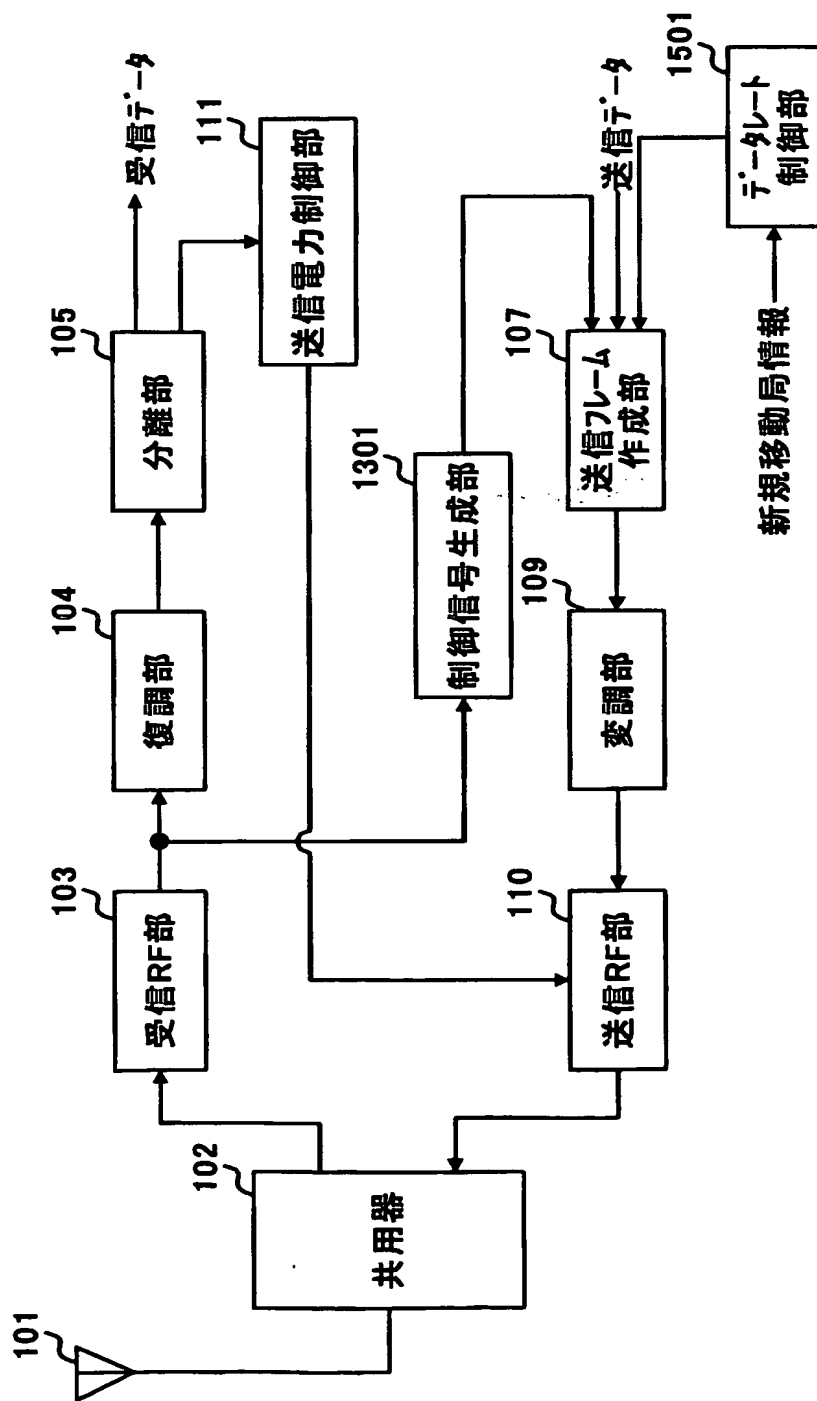 101
102
共用器
103
受信RF部
104
復調部
105
分離部
受信データ
111
送信電力制御部
1301
制御信号生成部
110
送信RF部
109
変調部
107
送信フレーム
作成部
送信データ
1501
データレート
制御部
新規移動局情報